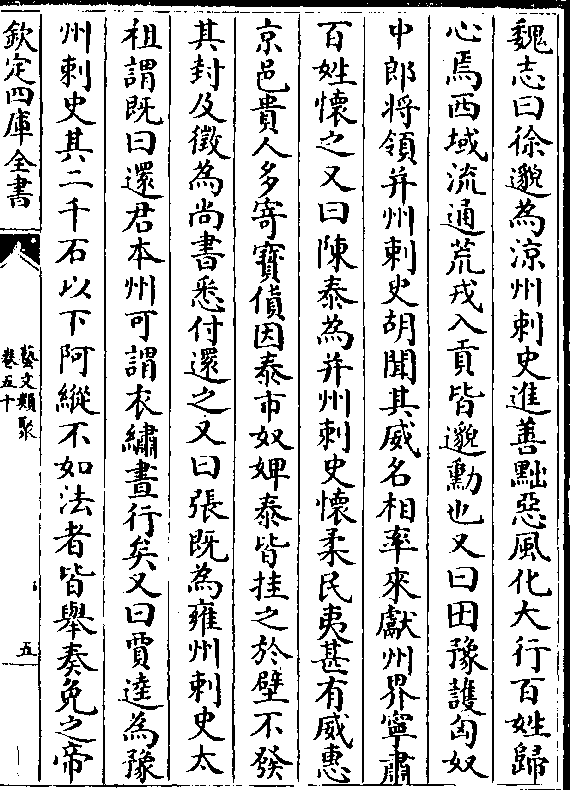 魏志曰徐邈為涼州刺史進善黜惡風化大行百姓歸
心焉西域流通荒戎入貢皆邈勳也又曰田豫護匈奴
中郎將領并州刺史胡聞其威名相率來獻州界寧肅
百姓懷之又曰陳泰為并州刺史懷柔民夷甚有威惠
京邑貴人多寄寶貨因泰市奴婢泰皆挂之於壁不發
其封及徵為尚書悉付還之又曰張既為雍州刺史太
祖謂既曰還君本州可謂衣繡晝行矣又曰賈逵為豫
州刺史其二千石以下阿縱不如法者皆舉奏免之帝
欽定四庫全書
藝文類聚
卷五十
五